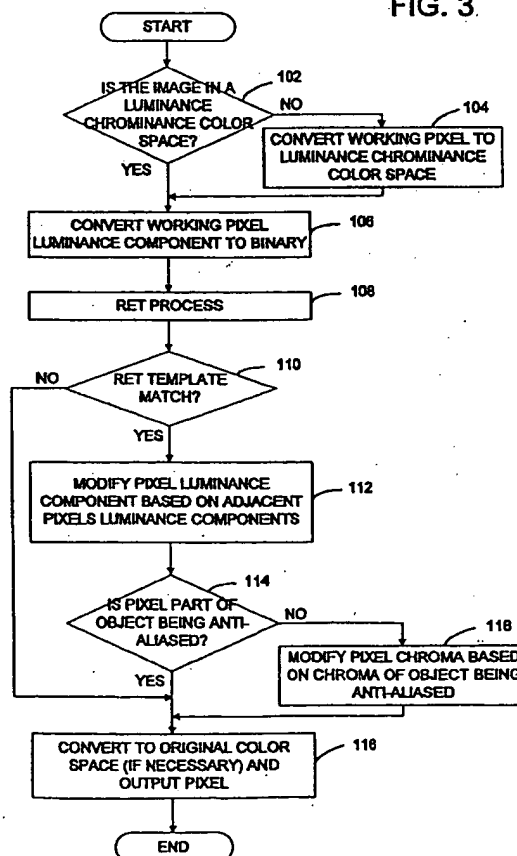 FIG. 3
START
IS THE IMAGE IN A
LUMINANCE
CHROMINANCE COLOR
SPACE?
102
NO
104
CONVERT WORKING PIXEL TO
LUMINANCE CHROMINANCE
COLOR SPACE
YES
106
CONVERT WORKING PIXEL
LUMINANCE COMPONENT TO BINARY
RET PROCESS
108
NO
RET TEMPLATE
MATCH?
110
YES
MODIFY PIXEL LUMINANCE
COMPONENT BASED ON ADJACENT
PIXELS LUMINANCE COMPONENTS
112
114
IS PIXEL PART OF
OBJECT BEING ANTI-
ALIASED?
NO
118
MODIFY PIXEL CHROMA BASED
ON CHROMA OF OBJECT BEING
ANTI-ALIASED
YES
CONVERT TO ORIGINAL COLOR
SPACE (IF NECESSARY) AND
OUTPUT PIXEL
116
END